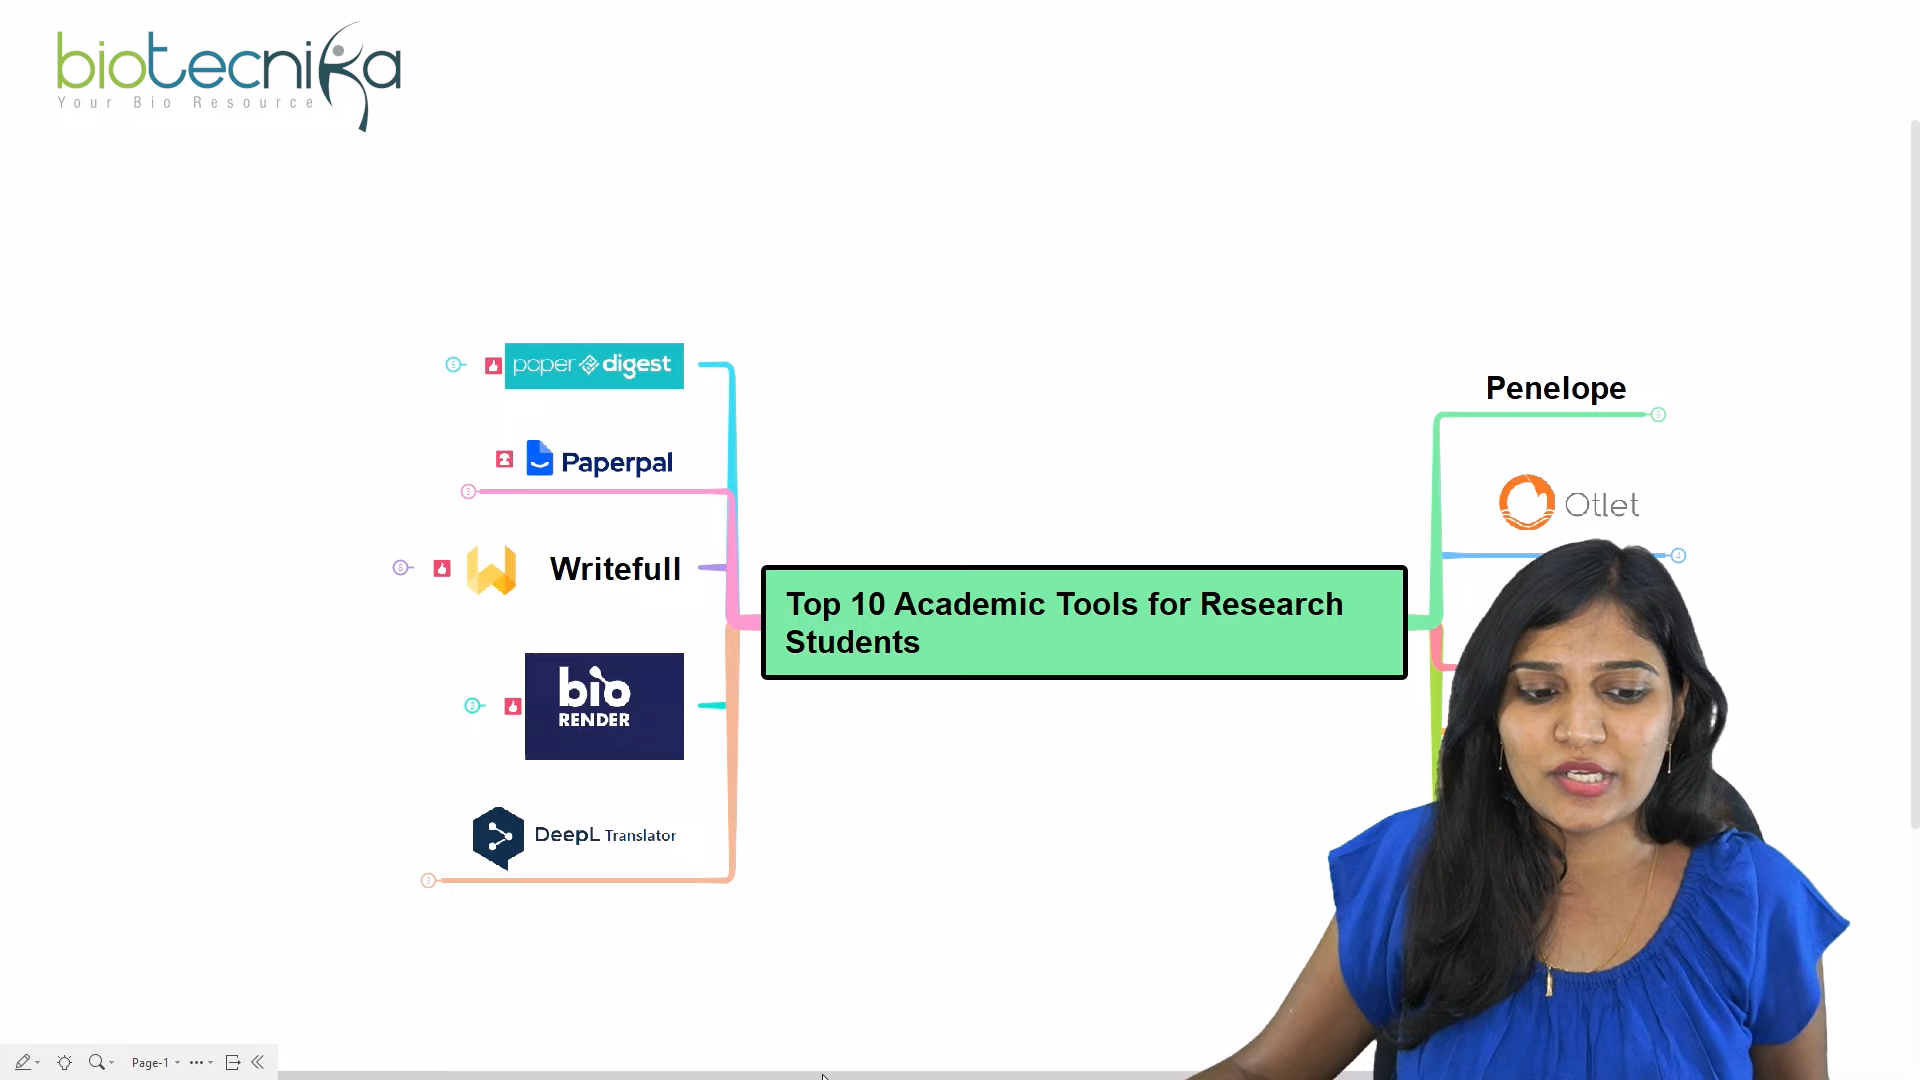 biotecnika
Your Bio Resource
paper digest
Paperpal
Writefull
bio
RENDER
DeepL Translator
Top 10 Academic Tools for Research
Students
Penelope
Otlet
Page-1